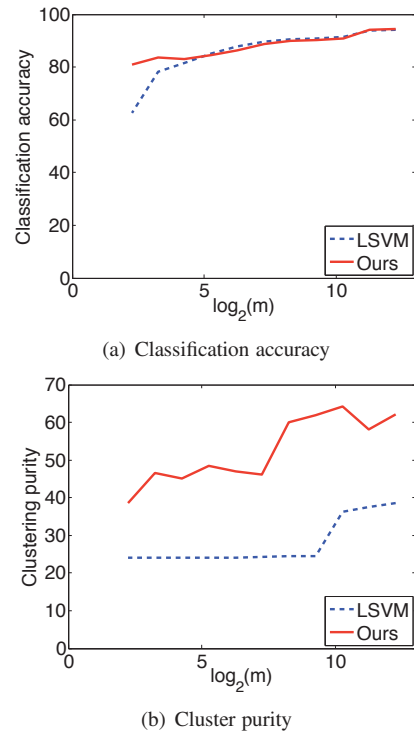 100
80
60
40
20
0
Classification accuracy
LSVM
Ours
0
5
10
log2(m)
(a) Classification accuracy
70
60
50
40
30
20
10
0
Clustering purity
LSVM
Ours
0
5
10
log2(m)
(b) Cluster purity